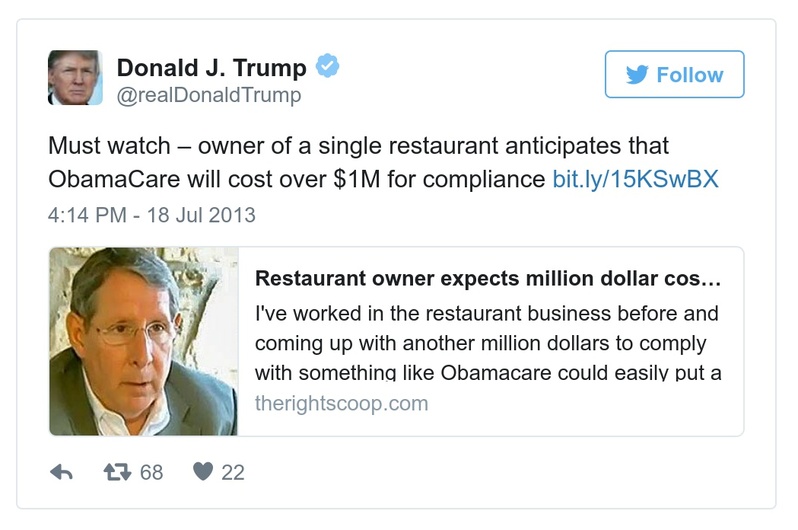 Donald J. Trump
@realDonaldTrump
Follow
Must watch – owner of a single restaurant anticipates that
ObamaCare will cost over $1M for compliance bit.ly/15KSwBX
4:14 PM - 18 Jul 2013
Restaurant owner expects million dollar cos…
I've worked in the restaurant business before and
coming up with another million dollars to comply
with something like Obamacare could easily put a
therightscoop.com
68
22